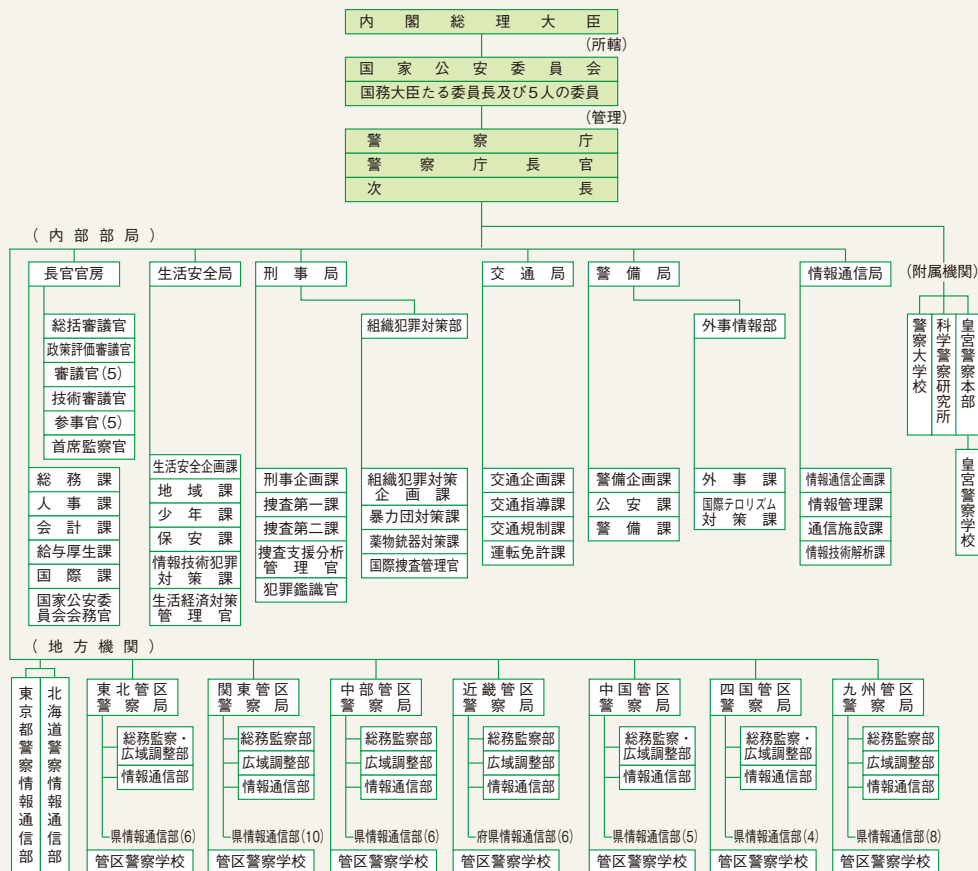 内閣総理大臣
(所轄)
国家公安委員会
国務大臣たる委員長及び5人の委員
(管理)
警察庁
警察庁長官
次長
(内部部局)
長官官房
総括審議官
政策評価審議官
審議官(5)
技術審議官
参事官(5)
首席監察官
総務課
人事課
会計課
給与厚生課
国際課
国家公安委
員会会務官
生活安全局
生活安全企画課
地域課
少年課
保安課
情報技術犯罪
対策課
生活経済対策
管理官
刑事局
刑事企画課
捜査第一課
捜査第二課
捜査支援分析
管理官
犯罪鑑識官
組織犯罪対策部
組織犯罪対策
企画課
暴力団対策課
薬物銃器対策課
国際捜査管理官
交通局
交通企画課
交通指導課
交通規制課
運転免許課
警備局
警備企画課
公安課
警備課
外事情報部
外事課
国際テロリズム
対策課
情報通信局
情報通信企画課
情報管理課
通信施設課
情報技術解析課
(附属機関)
警察大学校
科学警察研究所
皇宮警察本部
皇宮警察学校
(地方機関)
東京都警察情報通信部
北海道警察情報通信部
東北管区
警察局
総務監察・
広域調整部
情報通信部
県情報通信部(6)
管区警察学校
関東管区
警察局
総務監察部
広域調整部
情報通信部
県情報通信部(10)
管区警察学校
中部管区
警察局
総務監察部
広域調整部
情報通信部
県情報通信部(6)
管区警察学校
近畿管区
警察局
総務監察部
広域調整部
情報通信部
府県情報通信部(6)
管区警察学校
中国管区
警察局
総務監察・
広域調整部
情報通信部
県情報通信部(5)
管区警察学校
四国管区
警察局
総務監察・
広域調整部
情報通信部
県情報通信部(4)
管区警察学校
九州管区
警察局
総務監察部
広域調整部
情報通信部
県情報通信部(8)
管区警察学校